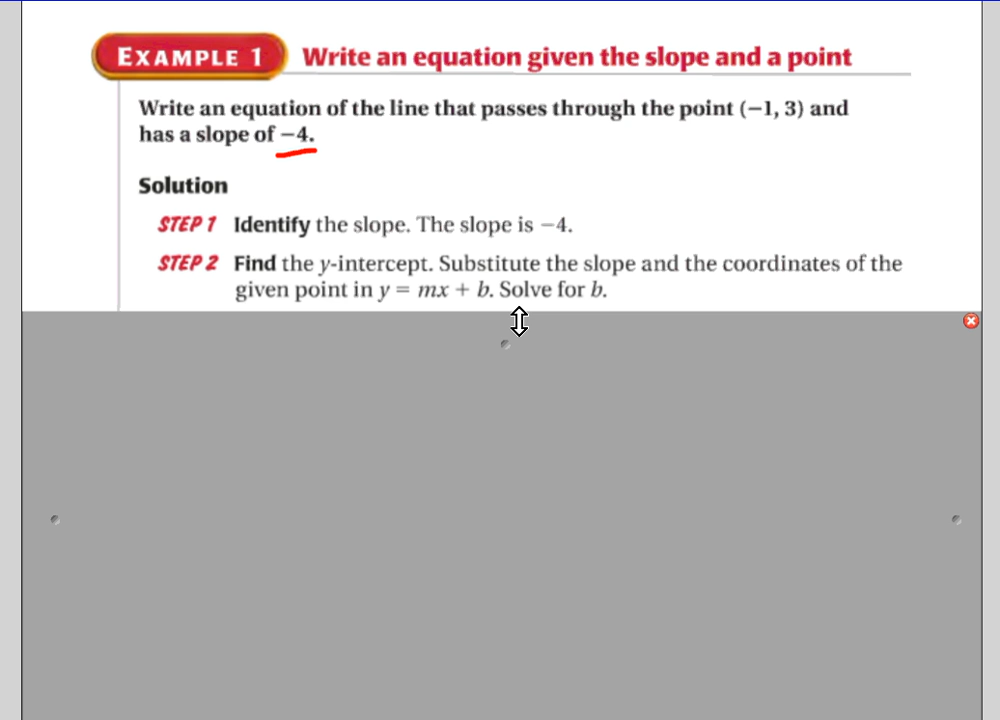 EXAMPLE 1 Write an equation given the slope and a point
Write an equation of the line that passes through the point (−1, 3) and
has a slope of −4.
Solution
STEP 1 Identify the slope. The slope is −4.
STEP 2 Find the y-intercept. Substitute the slope and the coordinates of the
given point in y = mx + b. Solve for b.